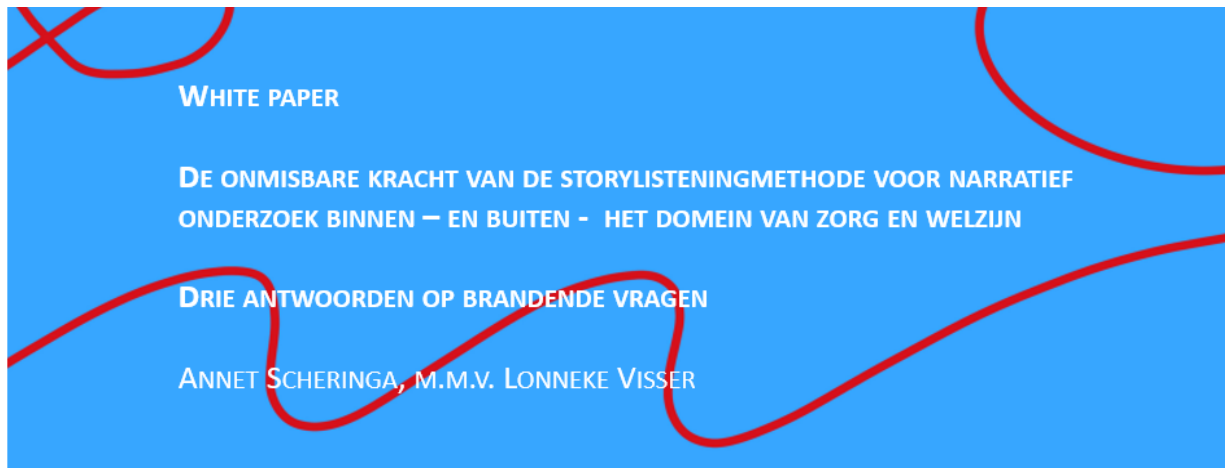 WHITE PAPER
DE ONMISBARE KRACHT VAN DE STORYLISTENINGMETHODE VOOR NARRATIEF
ONDERZOEK BINNEN – EN BUITEN - HET DOMEIN VAN ZORG EN WELZIJN
DRIE ANTWOORDEN OP BRANDENDE VRAGEN
ANNET SCHERINGA, M.M.V. LONNEKE VISSER